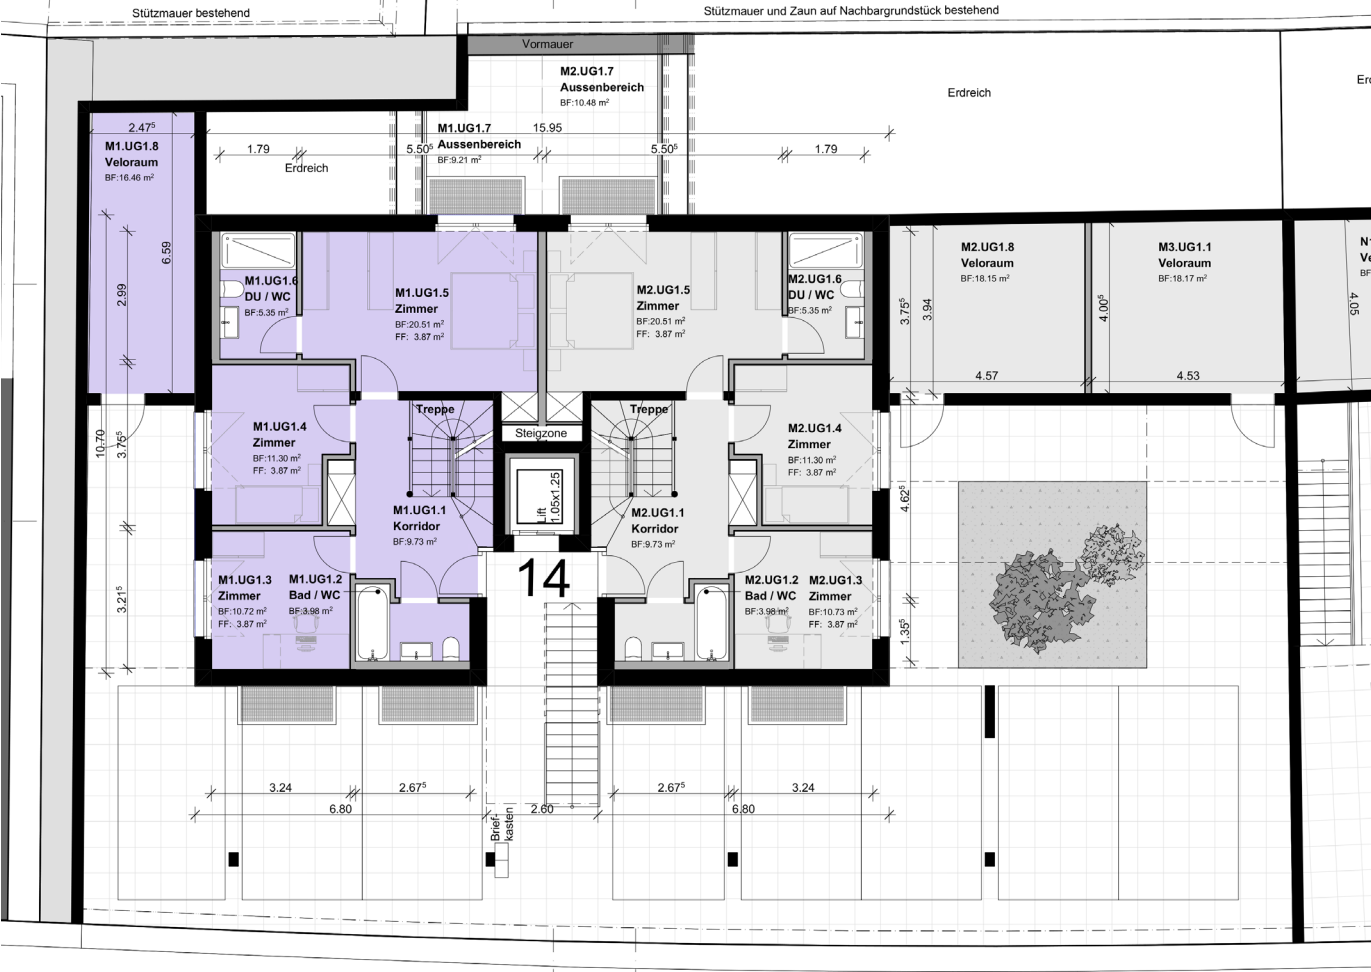 Stützmauer bestehend
Stützmauer und Zaun auf Nachbargrundstück bestehend
Vormauer
M2.UG1.7
Aussenbereich
BF:10.48 m²
Erdreich
M1.UG1.7
Aussenbereich
BF:9.21 m²
15.95
2.47⁵
M1.UG1.8
Veloraum
BF:16.46 m²
1.79
5.50⁵
5.50⁵
1.79
Erdreich
6.59
2.99
M1.UG1.6
DU / WC
BF:5.35 m²
M1.UG1.5
Zimmer
BF:20.51 m²
FF: 3.87 m²
M2.UG1.5
Zimmer
BF:20.51 m²
FF: 3.87 m²
M2.UG1.6
DU / WC
BF:5.35 m²
M2.UG1.8
Veloraum
BF:18.15 m²
M3.UG1.1
Veloraum
BF:18.17 m²
3.75⁵
3.94
4.00⁵
4.05
4.57
4.53
Treppe
Treppe
Steigzone
10.70
3.75⁵
M1.UG1.4
Zimmer
BF:11.30 m²
FF: 3.87 m²
M2.UG1.4
Zimmer
BF:11.30 m²
FF: 3.87 m²
Lift
1.05x1.25
M1.UG1.1
Korridor
BF:9.73 m²
M2.UG1.1
Korridor
BF:9.73 m²
4.62⁵
14
3.21⁵
M1.UG1.3
Zimmer
BF:10.72 m²
FF: 3.87 m²
M1.UG1.2
Bad / WC
BF:3.98 m²
M2.UG1.2
Bad / WC
BF:3.98 m²
M2.UG1.3
Zimmer
BF:10.73 m²
FF: 3.87 m²
1.35⁵
3.24
2.67⁵
2.67⁵
3.24
6.80
2.60
6.80
Brief-
kasten